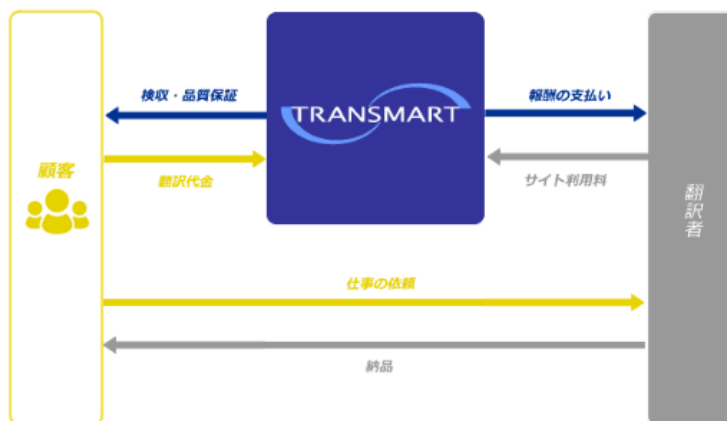 検収・品質保証
TRANSMART
報酬の支払い
顧客
翻訳代金
サイト利用料
翻訳者
仕事の依頼
納品